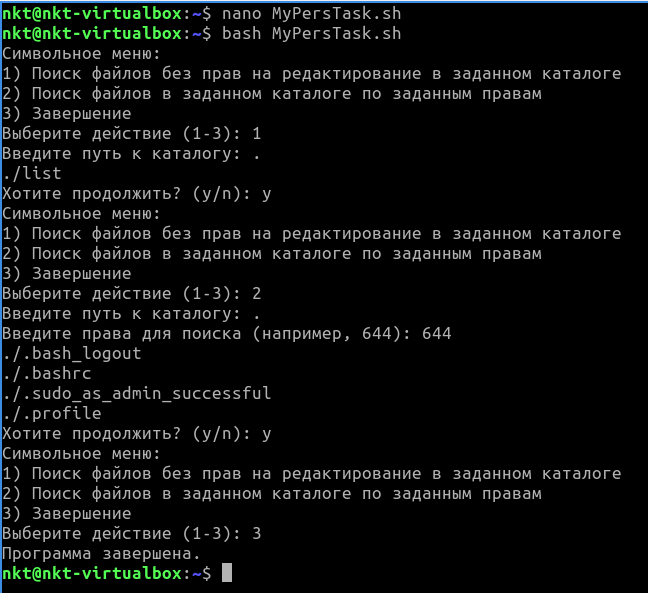 nkt@nkt-virtualbox:~$ nano MyPersTask.sh
nkt@nkt-virtualbox:~$ bash MyPersTask.sh
Символьное меню:
1) Поиск файлов без прав на редактирование в заданном каталоге
2) Поиск файлов в заданном каталоге по заданным правам
3) Завершение
Выберите действие (1-3): 1
Введите путь к каталогу: .
./list
Хотите продолжить? (y/n): y
Символьное меню:
1) Поиск файлов без прав на редактирование в заданном каталоге
2) Поиск файлов в заданном каталоге по заданным правам
3) Завершение
Выберите действие (1-3): 2
Введите путь к каталогу: .
Введите права для поиска (например, 644): 644
./.bash_logout
./.bashrc
./.sudo_as_admin_successful
./.profile
Хотите продолжить? (y/n): y
Символьное меню:
1) Поиск файлов без прав на редактирование в заданном каталоге
2) Поиск файлов в заданном каталоге по заданным правам
3) Завершение
Выберите действие (1-3): 3
Программа завершена.
nkt@nkt-virtualbox:~$